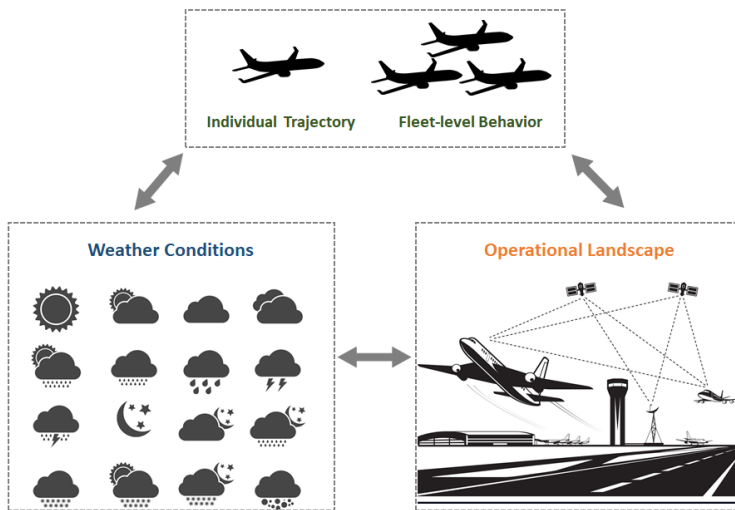 Individual Trajectory
Fleet-level Behavior
Weather Conditions
Operational Landscape